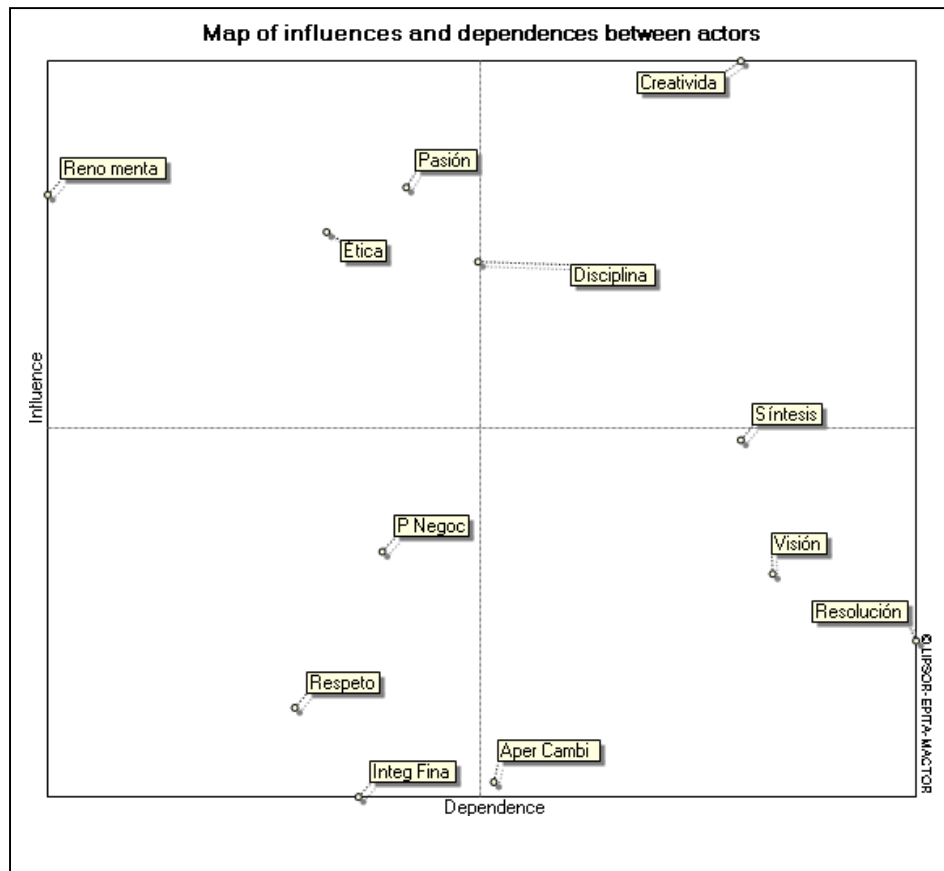 Map of influences and dependences between actors
Creativida
Pasión
Reno menta
Ética
Disciplina
Influence
Síntesis
P Negoc
Visión
Resolución
Respeto
Aper Cambi
Integ Fina
Dependence
© LIPSOR-EPITA-MACTOR